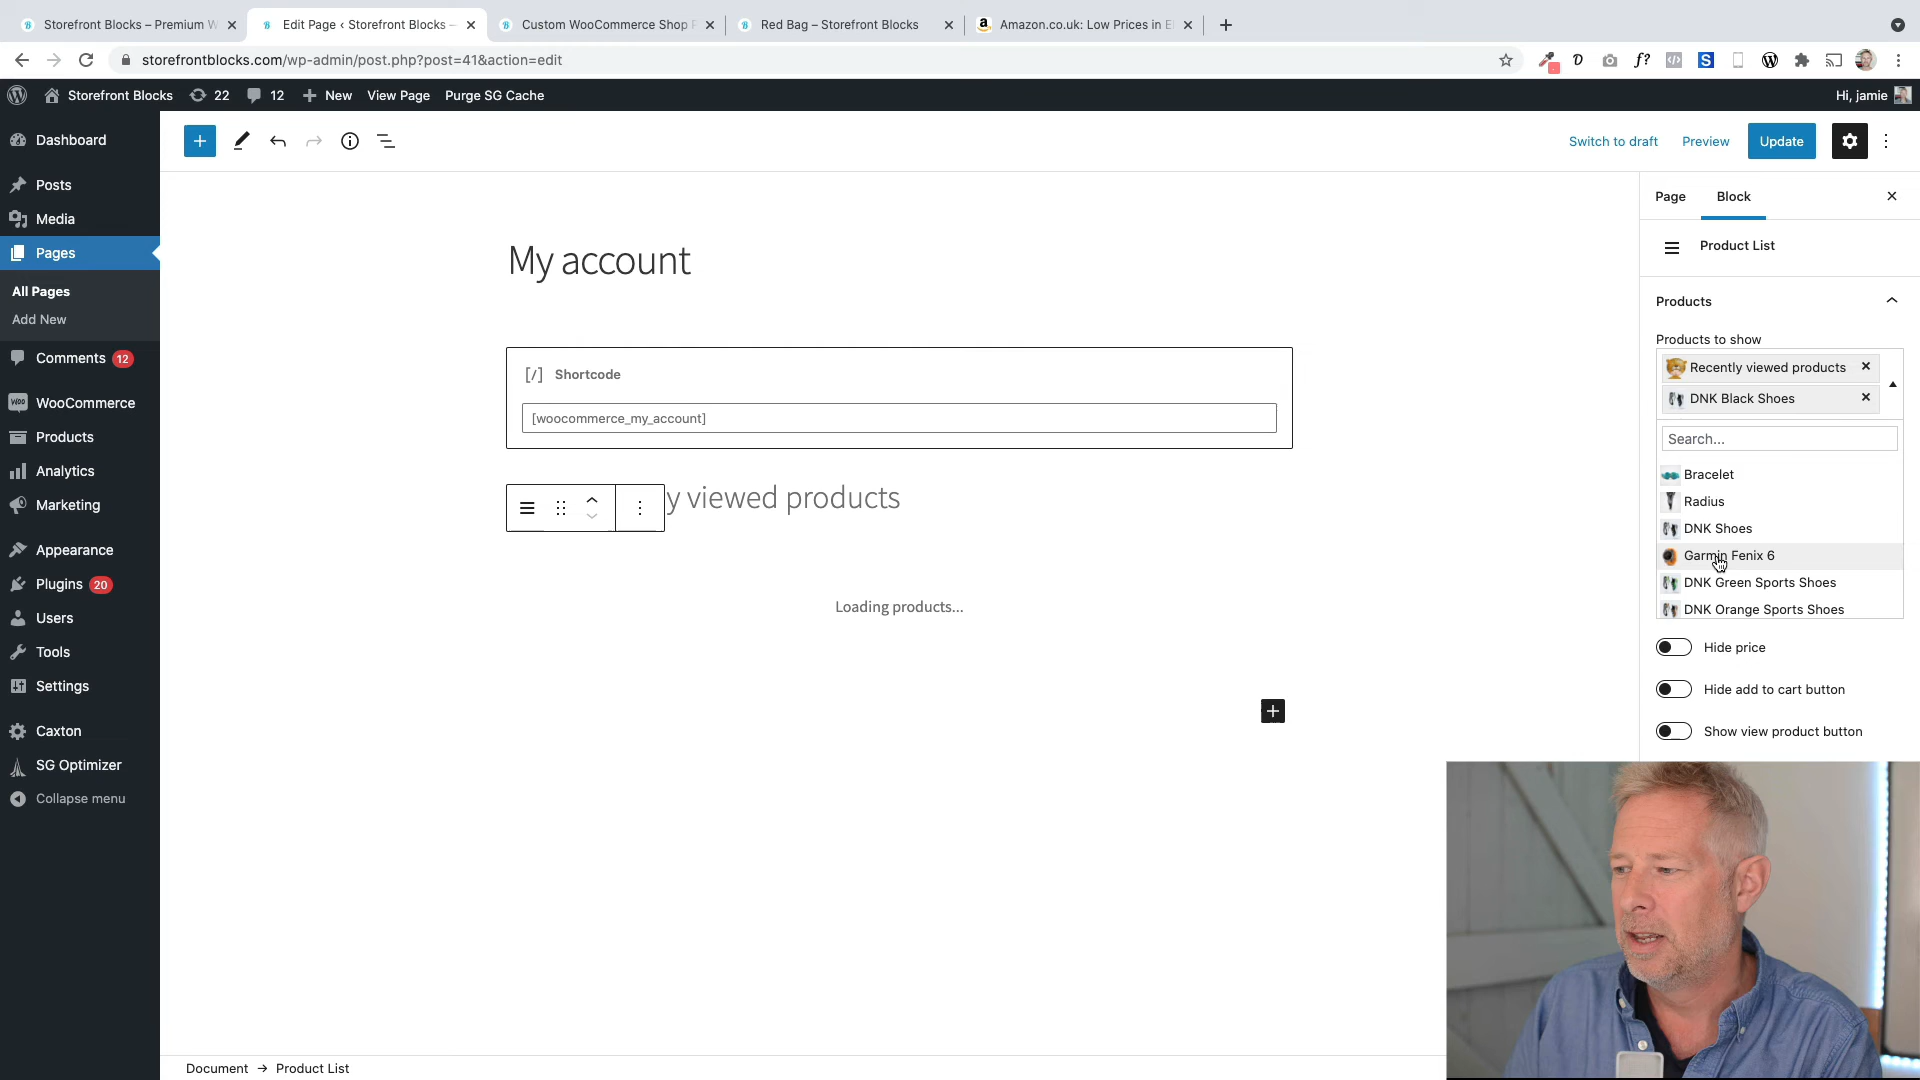 Storefront Blocks – Premium W
Edit Page ‹ Storefront Blocks —
Custom WooCommerce Shop P
Red Bag – Storefront Blocks
Amazon.co.uk: Low Prices in El
storefrontblocks.com/wp-admin/post.php?post=41&action=edit
Storefront Blocks
22
12
New
View Page
Purge SG Cache
Hi, jamie
Dashboard
Posts
Media
Pages
All Pages
Add New
Comments 12
WooCommerce
Products
Analytics
Marketing
Appearance
Plugins 20
Users
Tools
Settings
Caxton
SG Optimizer
Collapse menu
Switch to draft
Preview
Update
My account
[/] Shortcode
[woocommerce_my_account]
y viewed products
Loading products...
Page
Block
Product List
Products
Products to show
Recently viewed products
DNK Black Shoes
Search...
Bracelet
Radius
DNK Shoes
Garmin Fenix 6
DNK Green Sports Shoes
DNK Orange Sports Shoes
Hide price
Hide add to cart button
Show view product button
Document → Product List